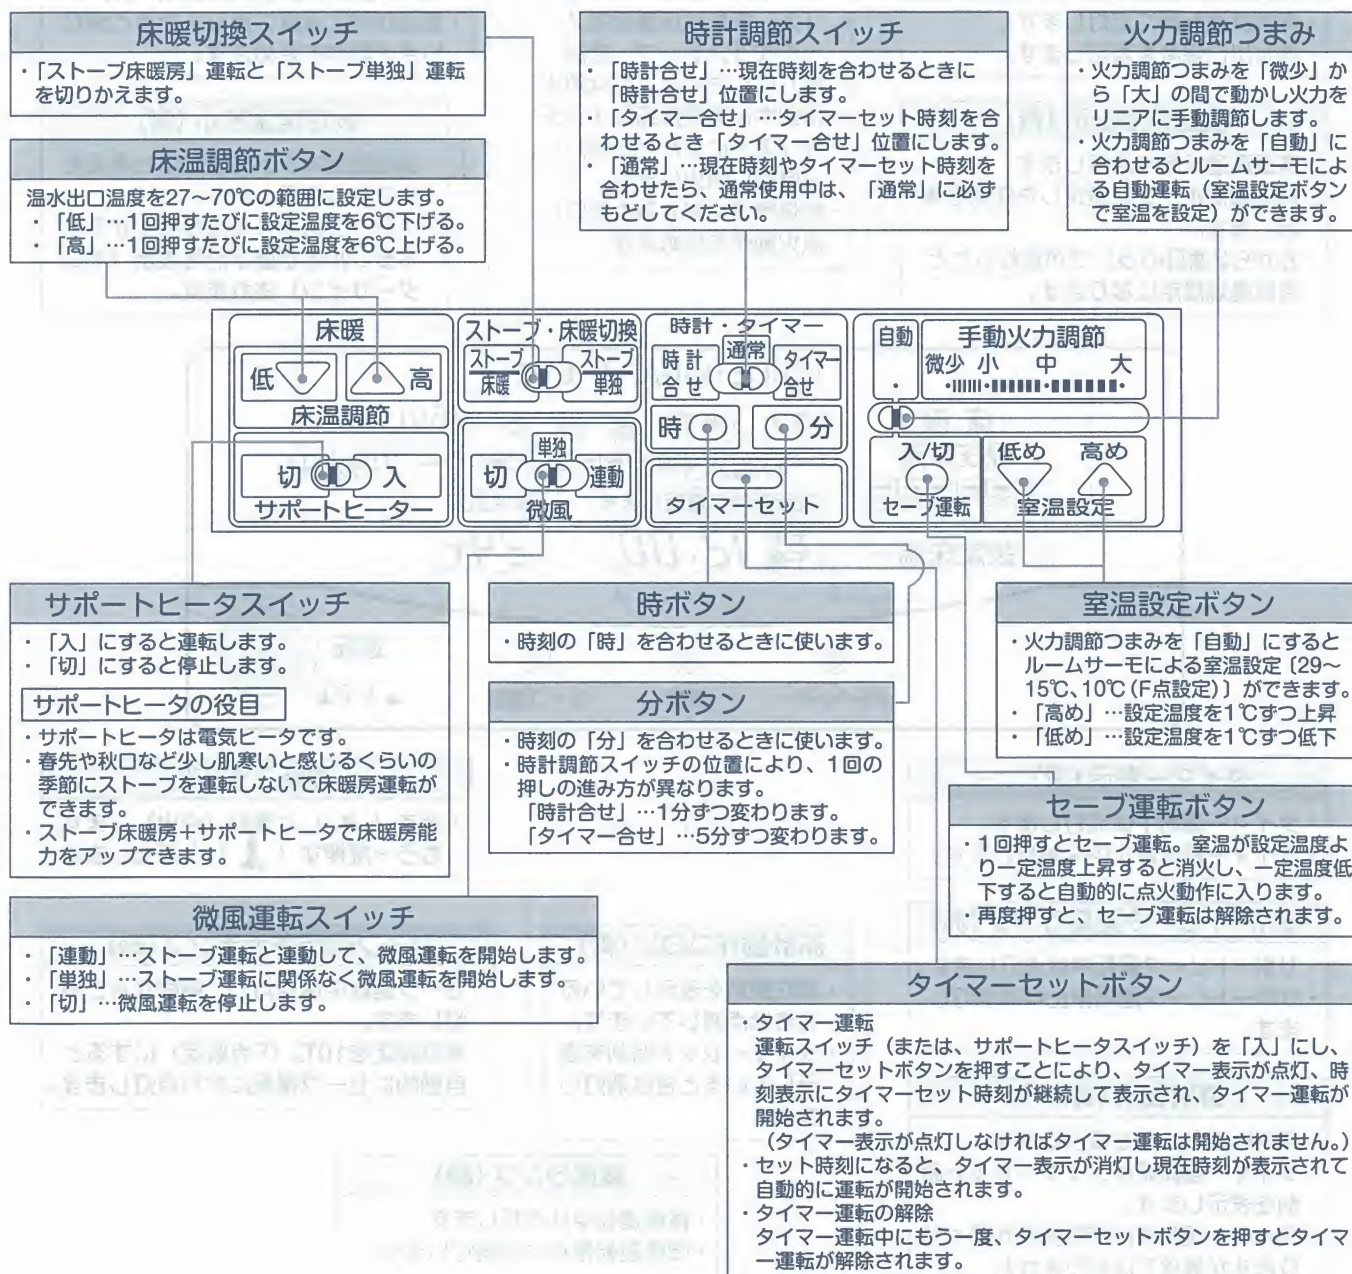 床暖切換スイッチ
・「ストーブ床暖房」運転と「ストーブ単独」運転
を切りかえます。
床温調節ボタン
温水出口温度を27〜70℃の範囲に設定します。
・「低」…1回押すたびに設定温度を6℃下げる。
・「高」…1回押すたびに設定温度を6℃上げる。
時計調節スイッチ
「時計合せ」…現在時刻を合わせるときに
「時計合せ」位置にします。
・「タイマー合せ」…タイマーセット時刻を合
わせるとき「タイマー合せ」位置にします。
・「通常」…現在時刻やタイマーセット時刻を
合わせたら、通常使用中は、「通常」に必ず
もどしてください。
火力調節つまみ
・火力調節つまみを「微少」か
ら「大」の間で動かし火力を
リニアに手動調節します。
・火力調節つまみを「自動」に
合わせるとルームサーモによ
る自動運転（室温設定ボタン
で室温を設定）ができます。
床暖
低 高
床温調節
切 入
サポートヒーター
ストーブ・床暖切換
ストーブ
床暖
ストーブ
単独
単独
切 連動
微風
時計・タイマー
時計
合せ
通常
タイマー
合せ
時 分
タイマーセット
自動
手動火力調節
微少 小 中 大
入/切 低め 高め
セーブ運転 室温設定
サポートヒータスイッチ
・「入」にすると運転します。
・「切」にすると停止します。
サポートヒータの役目
・サポートヒータは電気ヒータです。
・春先や秋口など少し肌寒いと感じるくらいの
季節にストーブを運転しないで床暖房運転が
できます。
・ストーブ床暖房＋サポートヒータで床暖房能
力をアップできます。
時ボタン
・時刻の「時」を合わせるときに使います。
分ボタン
・時刻の「分」を合わせるときに使います。
・時計調節スイッチの位置により、1回の
押しの進み方が異なります。
「時計合せ」…1分ずつ変わります。
「タイマー合せ」…5分ずつ変わります。
室温設定ボタン
・火力調節つまみを「自動」にすると
ルームサーモによる室温設定〔29〜
15℃、10℃（F点設定）〕ができます。
・「高め」…設定温度を1℃ずつ上昇
・「低め」…設定温度を1℃ずつ低下
セーブ運転ボタン
・1回押すとセーブ運転。室温が設定温度よ
り一定温度上昇すると消火し、一定温度低
下すると自動的に点火動作に入ります。
・再度押すと、セーブ運転は解除されます。
微風運転スイッチ
・「連動」…ストーブ運転と連動して、微風運転を開始します。
・「単独」…ストーブ運転に関係なく微風運転を開始します。
・「切」…微風運転を停止します。
タイマーセットボタン
・タイマー運転
運転スイッチ（または、サポートヒータスイッチ）を「入」にし、
タイマーセットボタンを押すことにより、タイマー表示が点灯、時
刻表示にタイマーセット時刻が継続して表示され、タイマー運転が
開始されます。
（タイマー表示が点灯しなければタイマー運転は開始されません。）
・セット時刻になると、タイマー表示が消灯し現在時刻が表示されて
自動的に運転が開始されます。
・タイマー運転の解除
タイマー運転中にもう一度、タイマーセットボタンを押すとタイマ
ー運転が解除されます。